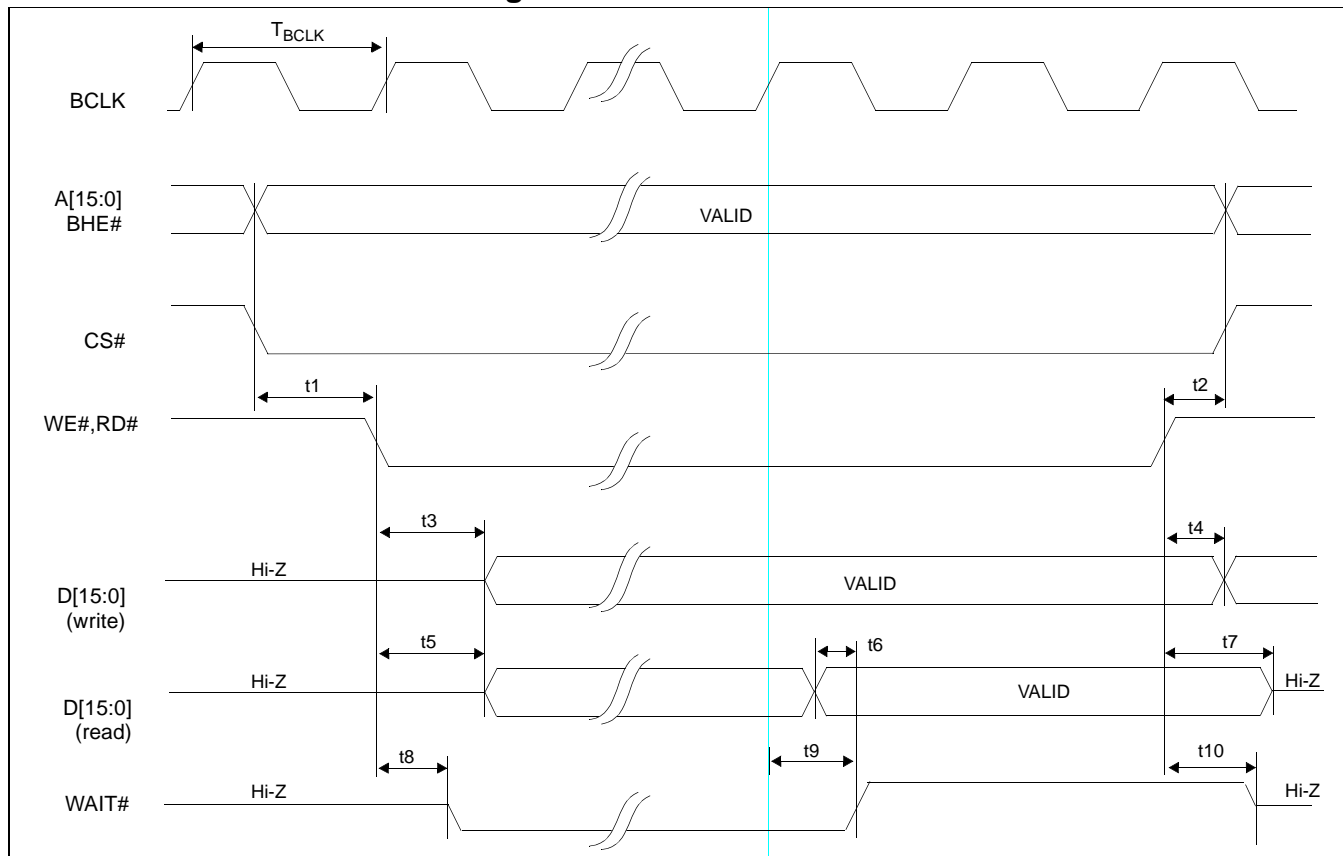 T_BCLK
BCLK
A[15:0]
BHE#
VALID
CS#
t1
t2
WE#,RD#
t3
t4
Hi-Z
VALID
D[15:0]
(write)
t5
t6
t7
Hi-Z
VALID
Hi-Z
D[15:0]
(read)
t8
t9
t10
Hi-Z
Hi-Z
WAIT#